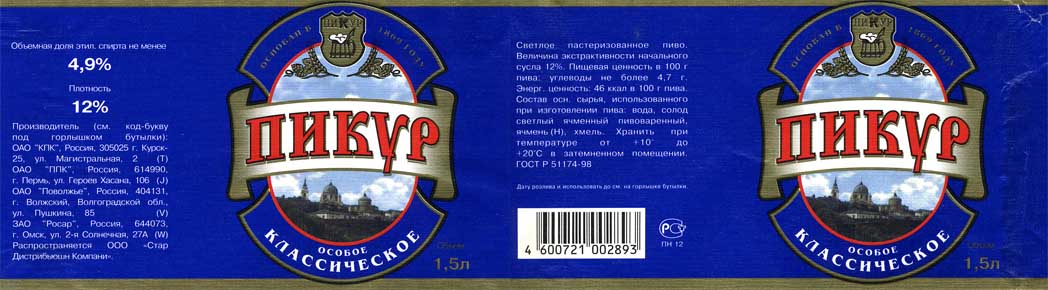 Объемная доля этил. спирта не менее
4,9%
Плотность
12%
Производитель (см. код-букву
под горлышком бутылки):
ОАО "КПК", Россия, 305025 г. Курск-
25, ул. Магистральная, 2 (T)
ОАО "ППК", Россия, 614990,
г. Пермь, ул. Героев Хасана, 106 (J)
ОАО "Поволжье", Россия, 404131,
г. Волжский, Волгоградской обл.,
ул. Пушкина, 85 (V)
ЗАО "Росар", Россия, 644073,
г. Омск, ул. 2-я Солнечная, 27А (W)
Распространяется ООО «Стар
Дистрибьюшн Компани».
ПИКУР
ОСНОВАН В 1869 ГОДУ
ПИКУР
ОСОБОЕ
КЛАССИЧЕСКОЕ
Объем
1,5л
Светлое пастеризованное пиво.
Величина экстрактивности начального
сусла 12%. Пищевая ценность в 100 г
пива: углеводы не более 4,7 г.
Энерг. ценность: 46 ккал в 100 г пива.
Состав осн. сырья, использованного
при изготовлении пива: вода, солод
светлый ячменный пивоваренный,
ячмень (Н), хмель. Хранить при
температуре от +10° до
+20°С в затемненном помещении.
ГОСТ Р 51174-98
Дату розлива и использовать до см. на горлышке бутылки.
4 600721 002893
ПН 12
ПИКУР
ОСНОВАН В 1869 ГОДУ
ПИКУР
ОСОБОЕ
КЛАССИЧЕСКОЕ
Объем
1,5л